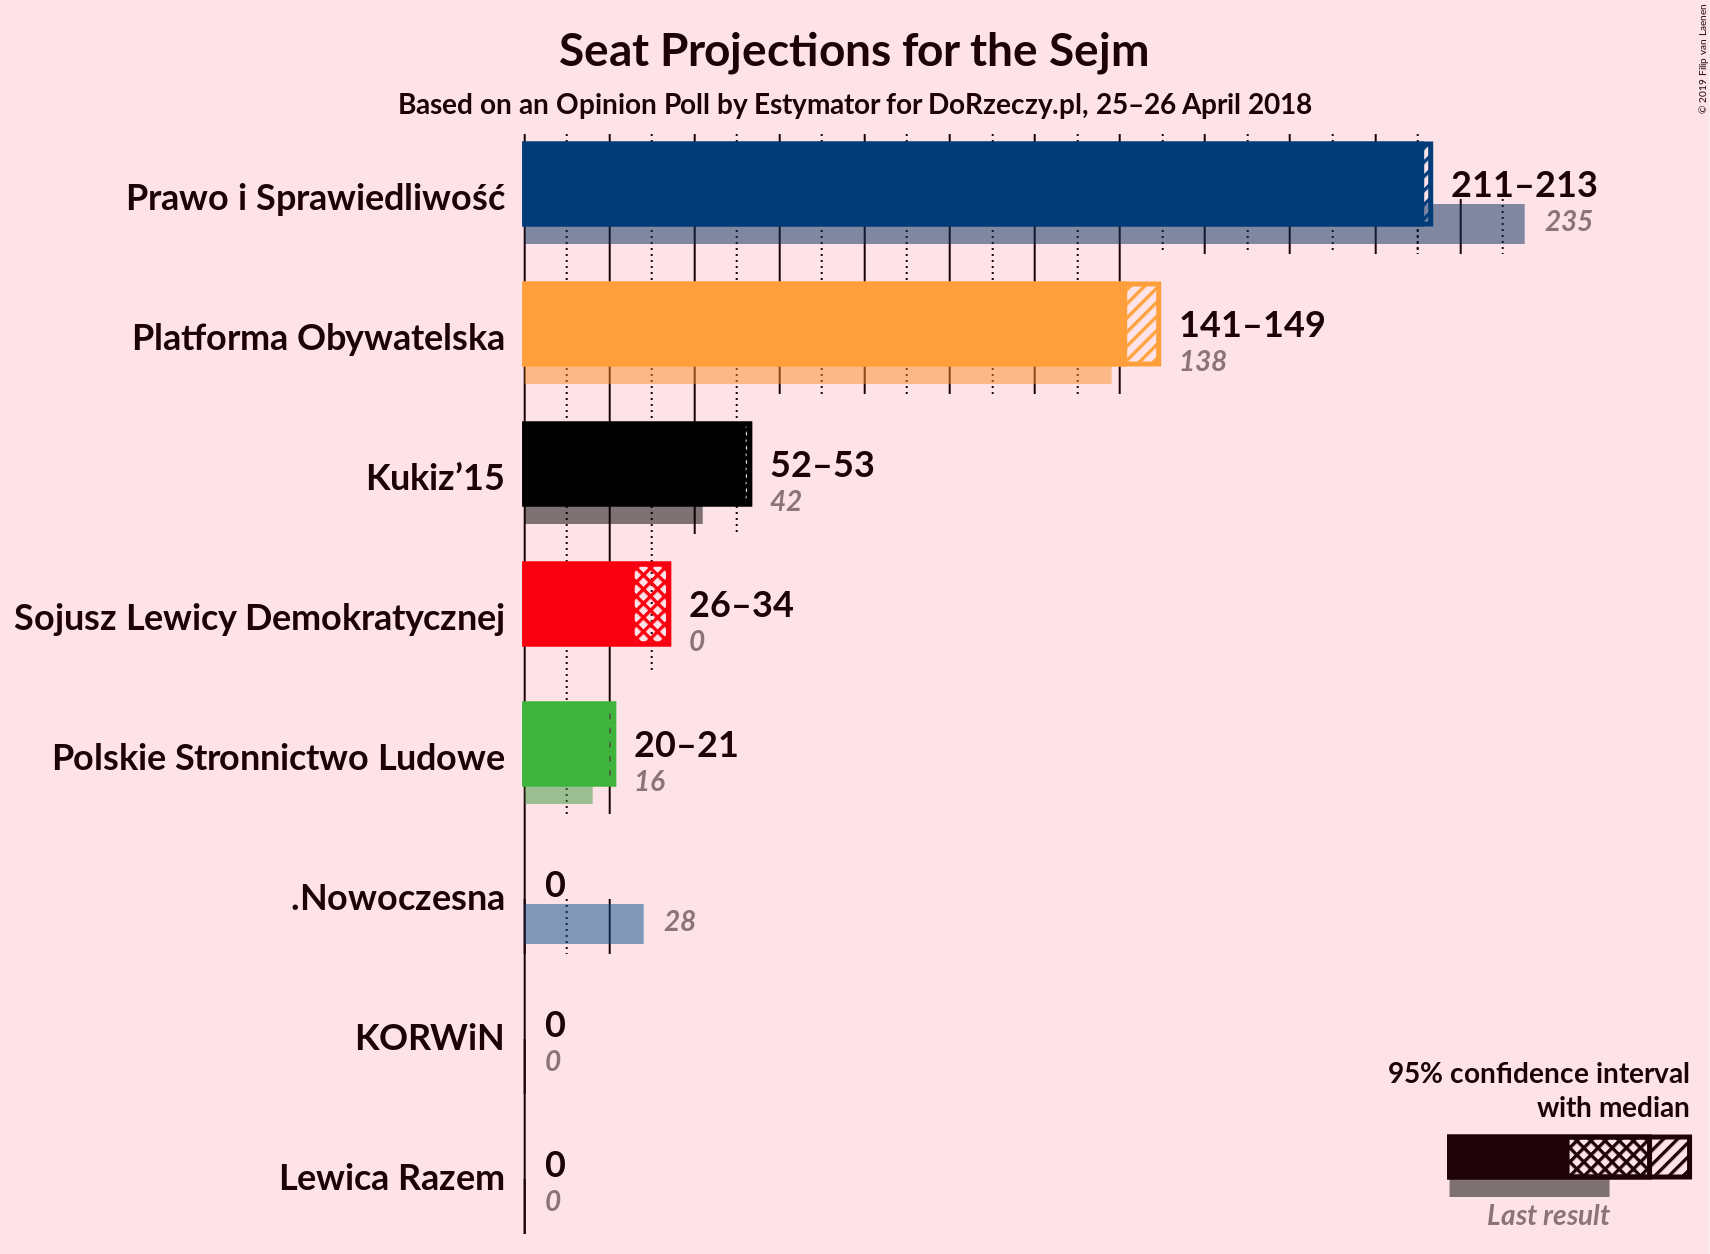 Seat Projections for the Sejm
Based on an Opinion Poll by Estymator for DoRzeczy.pl, 25–26 April 2018
© 2019 Filip van Laenen
Prawo i Sprawiedliwość
211–213
235
Platforma Obywatelska
141–149
138
Kukiz’15
52–53
42
Sojusz Lewicy Demokratycznej
26–34
0
Polskie Stronnictwo Ludowe
20–21
16
.Nowoczesna
0
28
KORWiN
0
0
Lewica Razem
0
0
95% confidence interval
with median
Last result